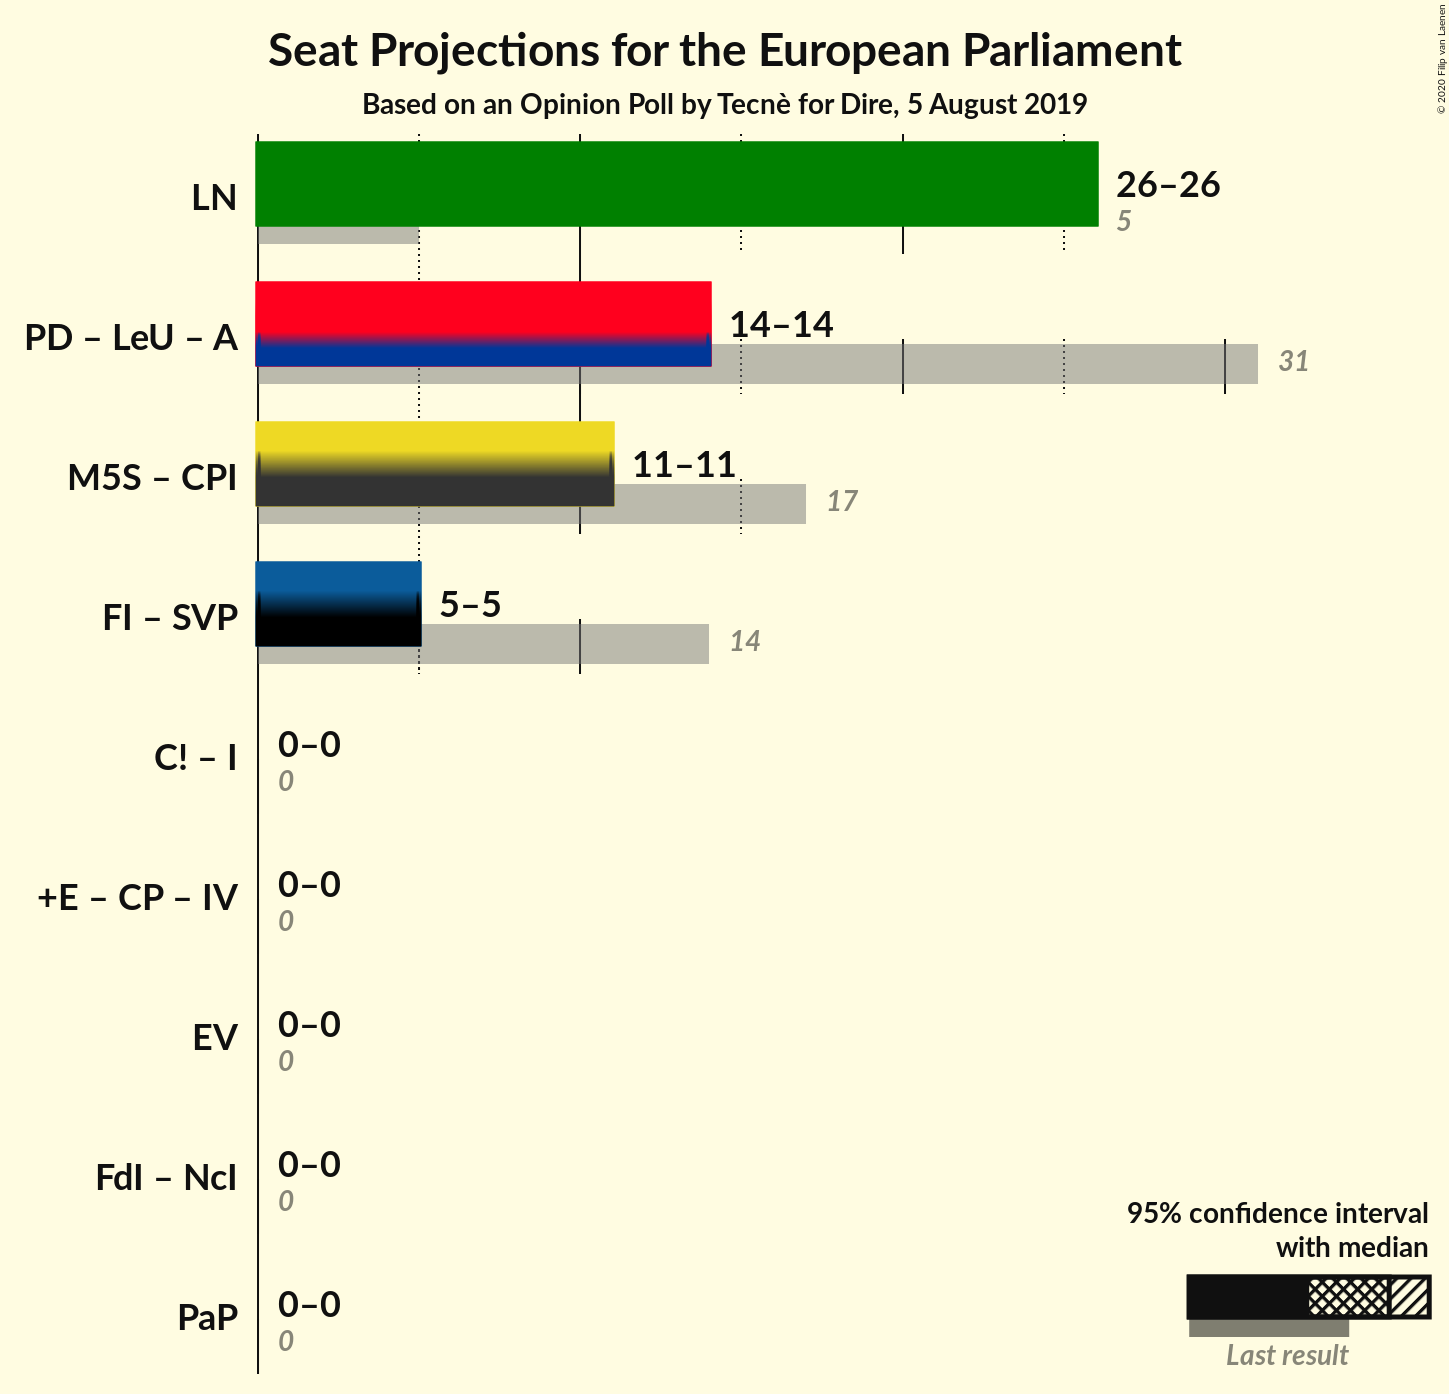 Seat Projections for the European Parliament
Based on an Opinion Poll by Tecnè for Dire, 5 August 2019
© 2020 Filip van Laenen
LN
26–26
5
PD – LeU – A
14–14
31
M5S – CPI
11–11
17
FI – SVP
5–5
14
C! – I
0–0
0
+E – CP – IV
0–0
0
EV
0–0
0
FdI – NcI
0–0
0
PaP
0–0
0
95% confidence interval
with median
Last result